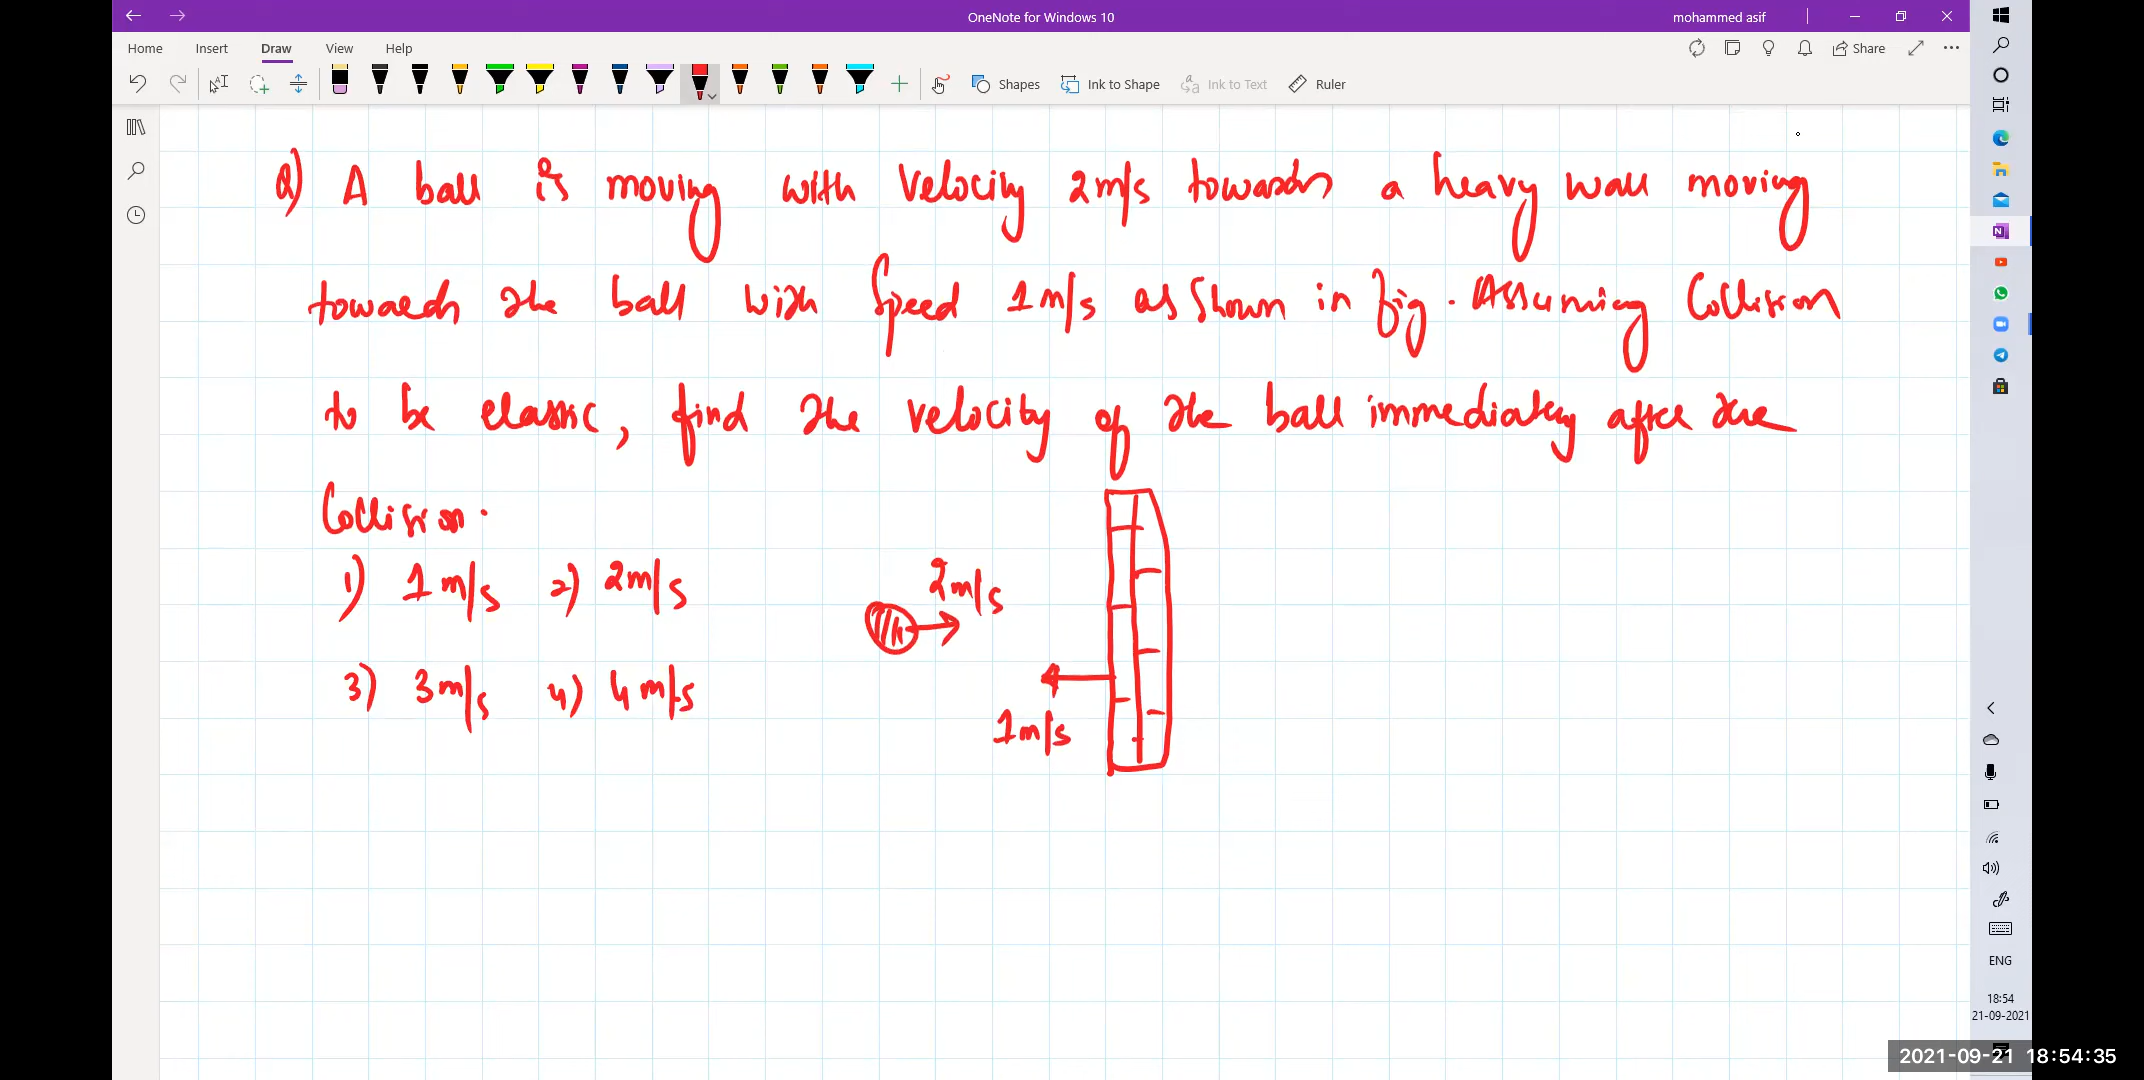 OneNote for Windows 10
mohammed asif
Home Insert Draw View Help
Share
Shapes Ink to Shape Ink to Text Ruler
Q) A ball is moving with velocity 2m/s towards a heavy wall moving
towards the ball with speed 1m/s as shown in fig. Assuming Collision
to be elastic, find the velocity of the ball immediately after the
Collision.
1) 1m/s 2) 2m/s
2m/s
3) 3m/s 4) 4m/s
1m/s
ENG
18:54
21-09-2021
2021-09-21 18:54:35